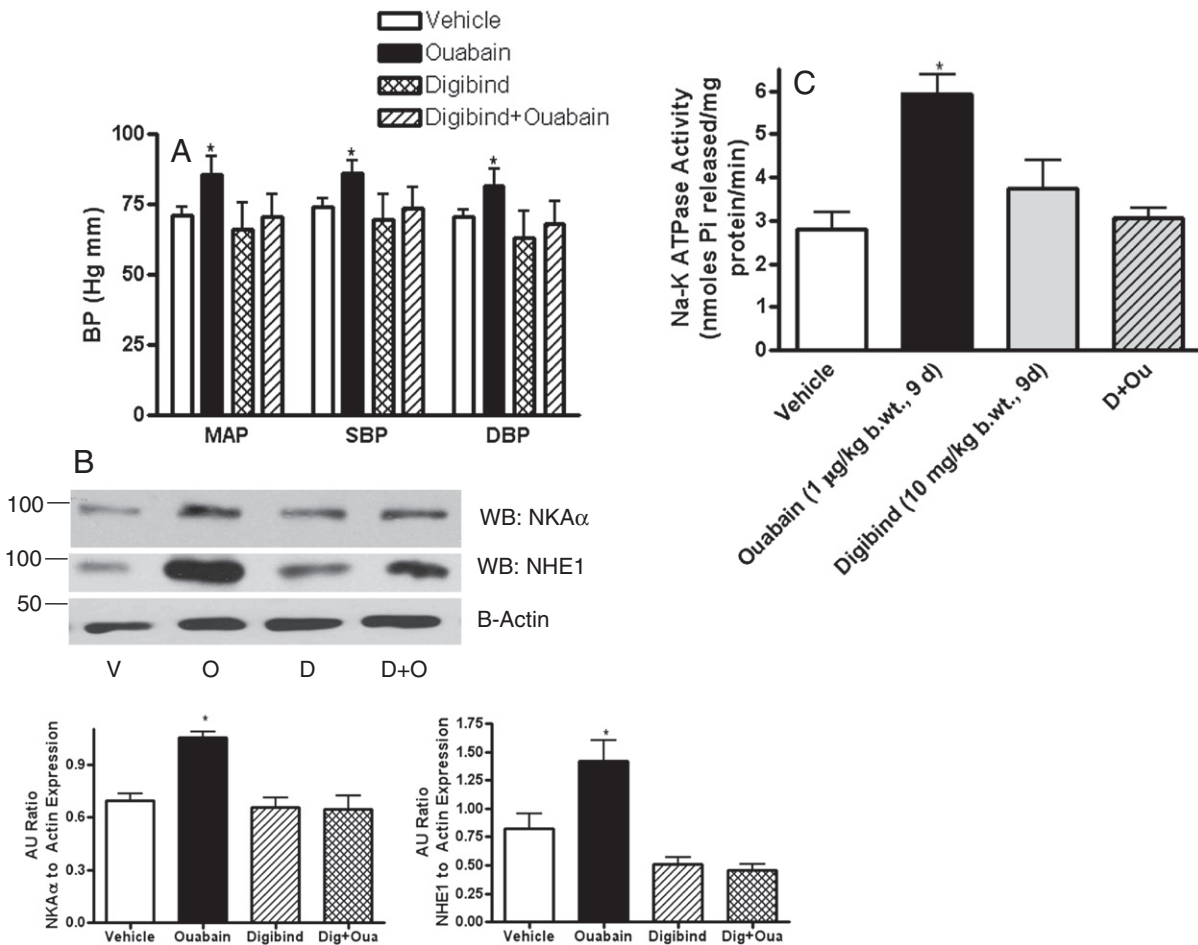 Vehicle
Ouabain
Digibind
Digibind+Ouabain
A
BP (Hg mm)
100
75
50
25
0
*
*
*
MAP
SBP
DBP
C
Na-K ATPase Activity
(nmoles Pi released/mg
protein/min)
6
5
4
3
2
1
0
*
Vehicle
Ouabain (1 µg/kg b.wt., 9 d)
Digibind (10 mg/kg b.wt., 9d)
D+Ou
B
100
WB: NKAα
100
WB: NHE1
50
B-Actin
V
O
D
D+O
AU Ratio
NKAα to Actin Expression
0.9
0.6
0.3
0.0
*
Vehicle
Ouabain
Digibind
Dig+Oua
AU Ratio
NHE1 to Actin Expression
1.75
1.50
1.25
1.00
0.75
0.50
0.25
0.00
*
Vehicle
Ouabain
Digibind
Dig+Oua